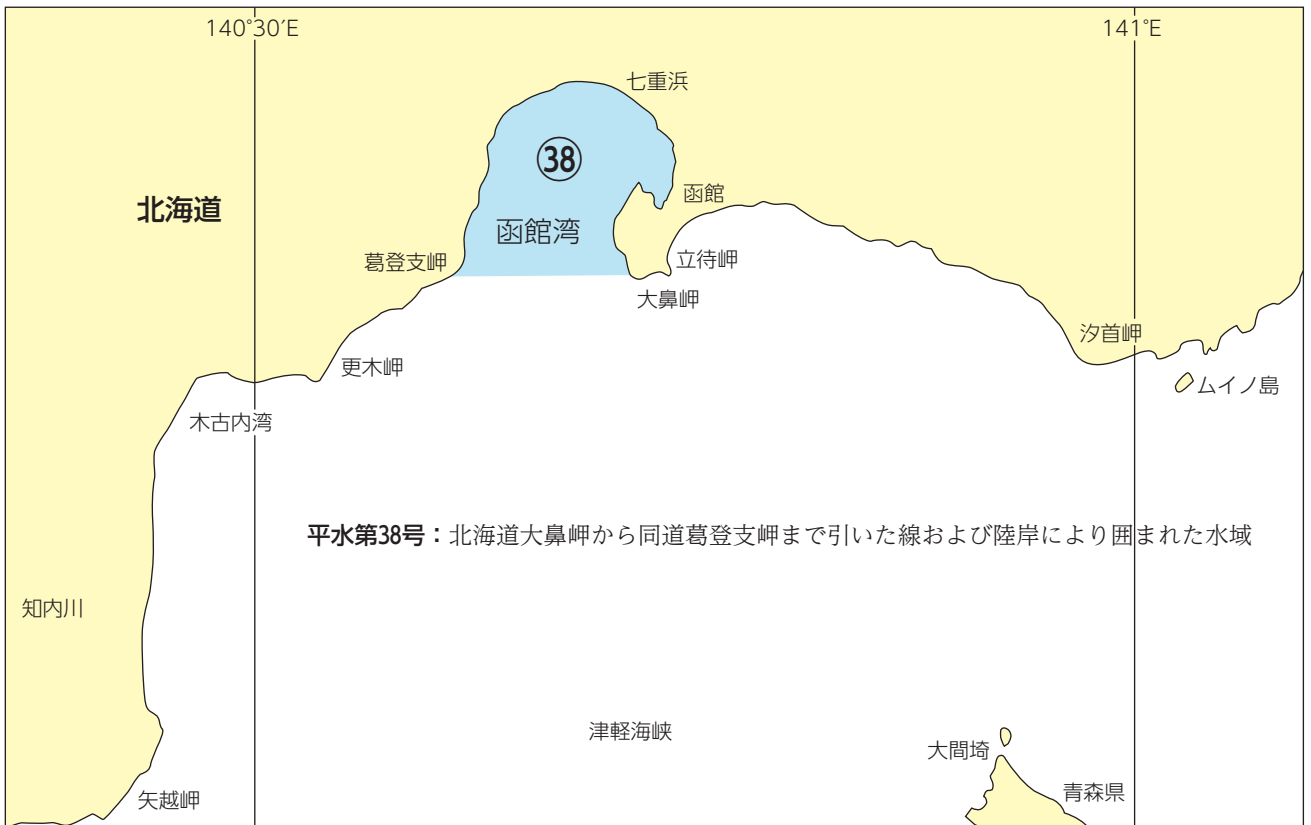 140°30′E
141°E
七重浜
㊳
北海道
函館
函館湾
葛登支岬
立待岬
大鼻岬
汐首岬
更木岬
ムイノ島
木古内湾
平水第38号：北海道大鼻岬から同道葛登支岬まで引いた線および陸岸により囲まれた水域
知内川
津軽海峡
大間埼
青森県
矢越岬